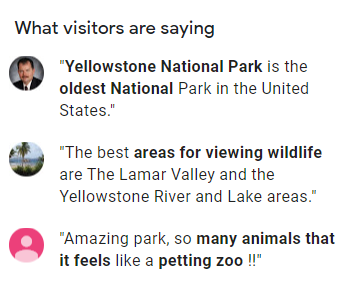 What visitors are saying
"Yellowstone National Park is the
oldest National Park in the United
States."
"The best areas for viewing wildlife
are The Lamar Valley and the
Yellowstone River and Lake areas."
"Amazing park, so many animals that
it feels like a petting zoo !!"